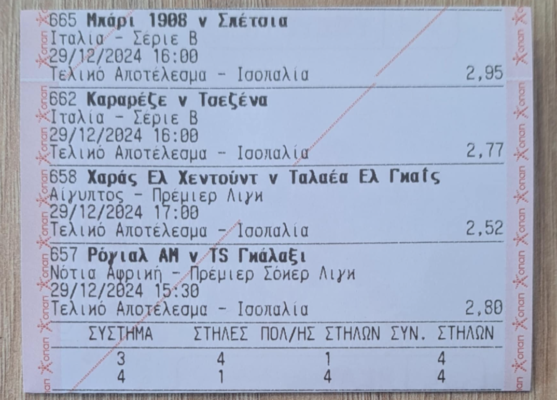 665 Μπάρι 1908 v Σπέτσια
Ιταλία - Σέριε Β
29/12/2024 16:00
Τελικό Αποτέλεσμα - Ισοπαλία 2,95
662 Καραρέζε v Τσεζένα
Ιταλία - Σέριε Β
29/12/2024 16:00
Τελικό Αποτέλεσμα - Ισοπαλία 2,77
658 Χαράς Ελ Χεντούντ v Ταλαέα Ελ Γκαΐς
Αίγυπτος - Πρέμιερ Λιγκ
29/12/2024 17:00
Τελικό Αποτέλεσμα - Ισοπαλία 2,52
657 Ρόγιαλ ΑΜ v TS Γκάλαξι
Νότια Αφρική - Πρέμιερ Σόκερ Λιγκ
29/12/2024 15:30
Τελικό Αποτέλεσμα - Ισοπαλία 2,80
ΣΥΣΤΗΜΑ ΣΤΗΛΕΣ ΠΟΛ/ΗΣ ΣΤΗΛΩΝ ΣΥΝ. ΣΤΗΛΩΝ
3 4 1 4
4 1 4 4